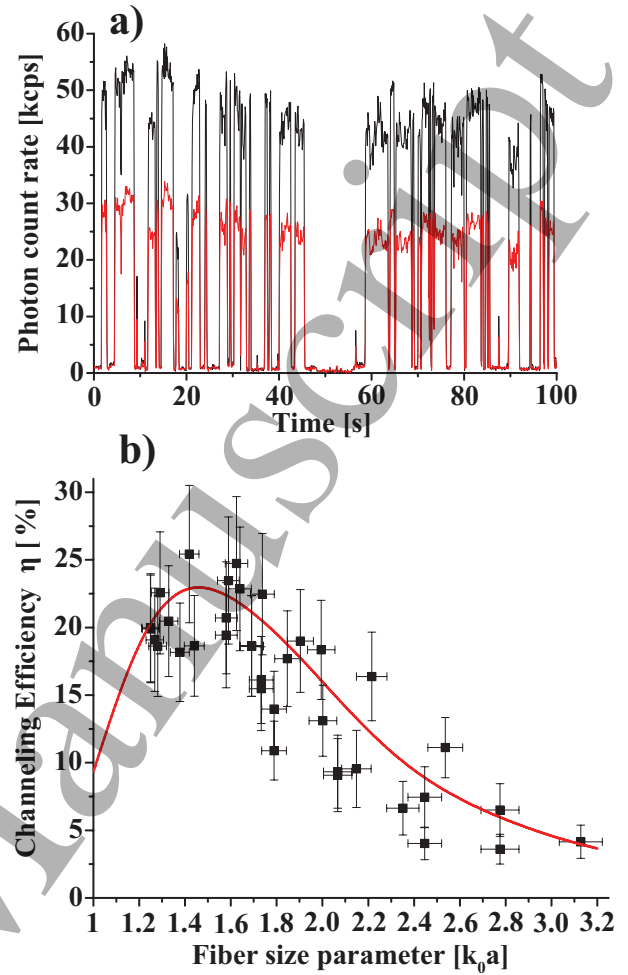 a)
60
50
40
30
20
10
0
Photon count rate [kcps]
0 20 40 60 80 100
Time [s]
b)
30
25
20
15
10
5
0
Channeling Efficiency η [%]
1 1.2 1.4 1.6 1.8 2.0 2.2 2.4 2.6 2.8 3.0 3.2
Fiber size parameter [k₀a]
Manuscript